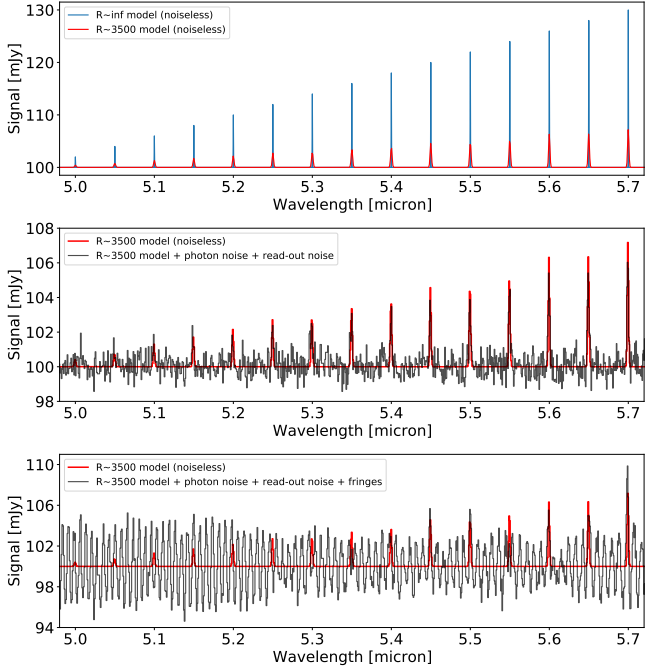 130
120
110
100
Signal [mJy]
R~inf model (noiseless)
R~3500 model (noiseless)
5.0 5.1 5.2 5.3 5.4 5.5 5.6 5.7
Wavelength [micron]
108
106
104
102
100
98
Signal [mJy]
R~3500 model (noiseless)
R~3500 model + photon noise + read-out noise
5.0 5.1 5.2 5.3 5.4 5.5 5.6 5.7
Wavelength [micron]
110
106
102
98
94
Signal [mJy]
R~3500 model (noiseless)
R~3500 model + photon noise + read-out noise + fringes
5.0 5.1 5.2 5.3 5.4 5.5 5.6 5.7
Wavelength [micron]